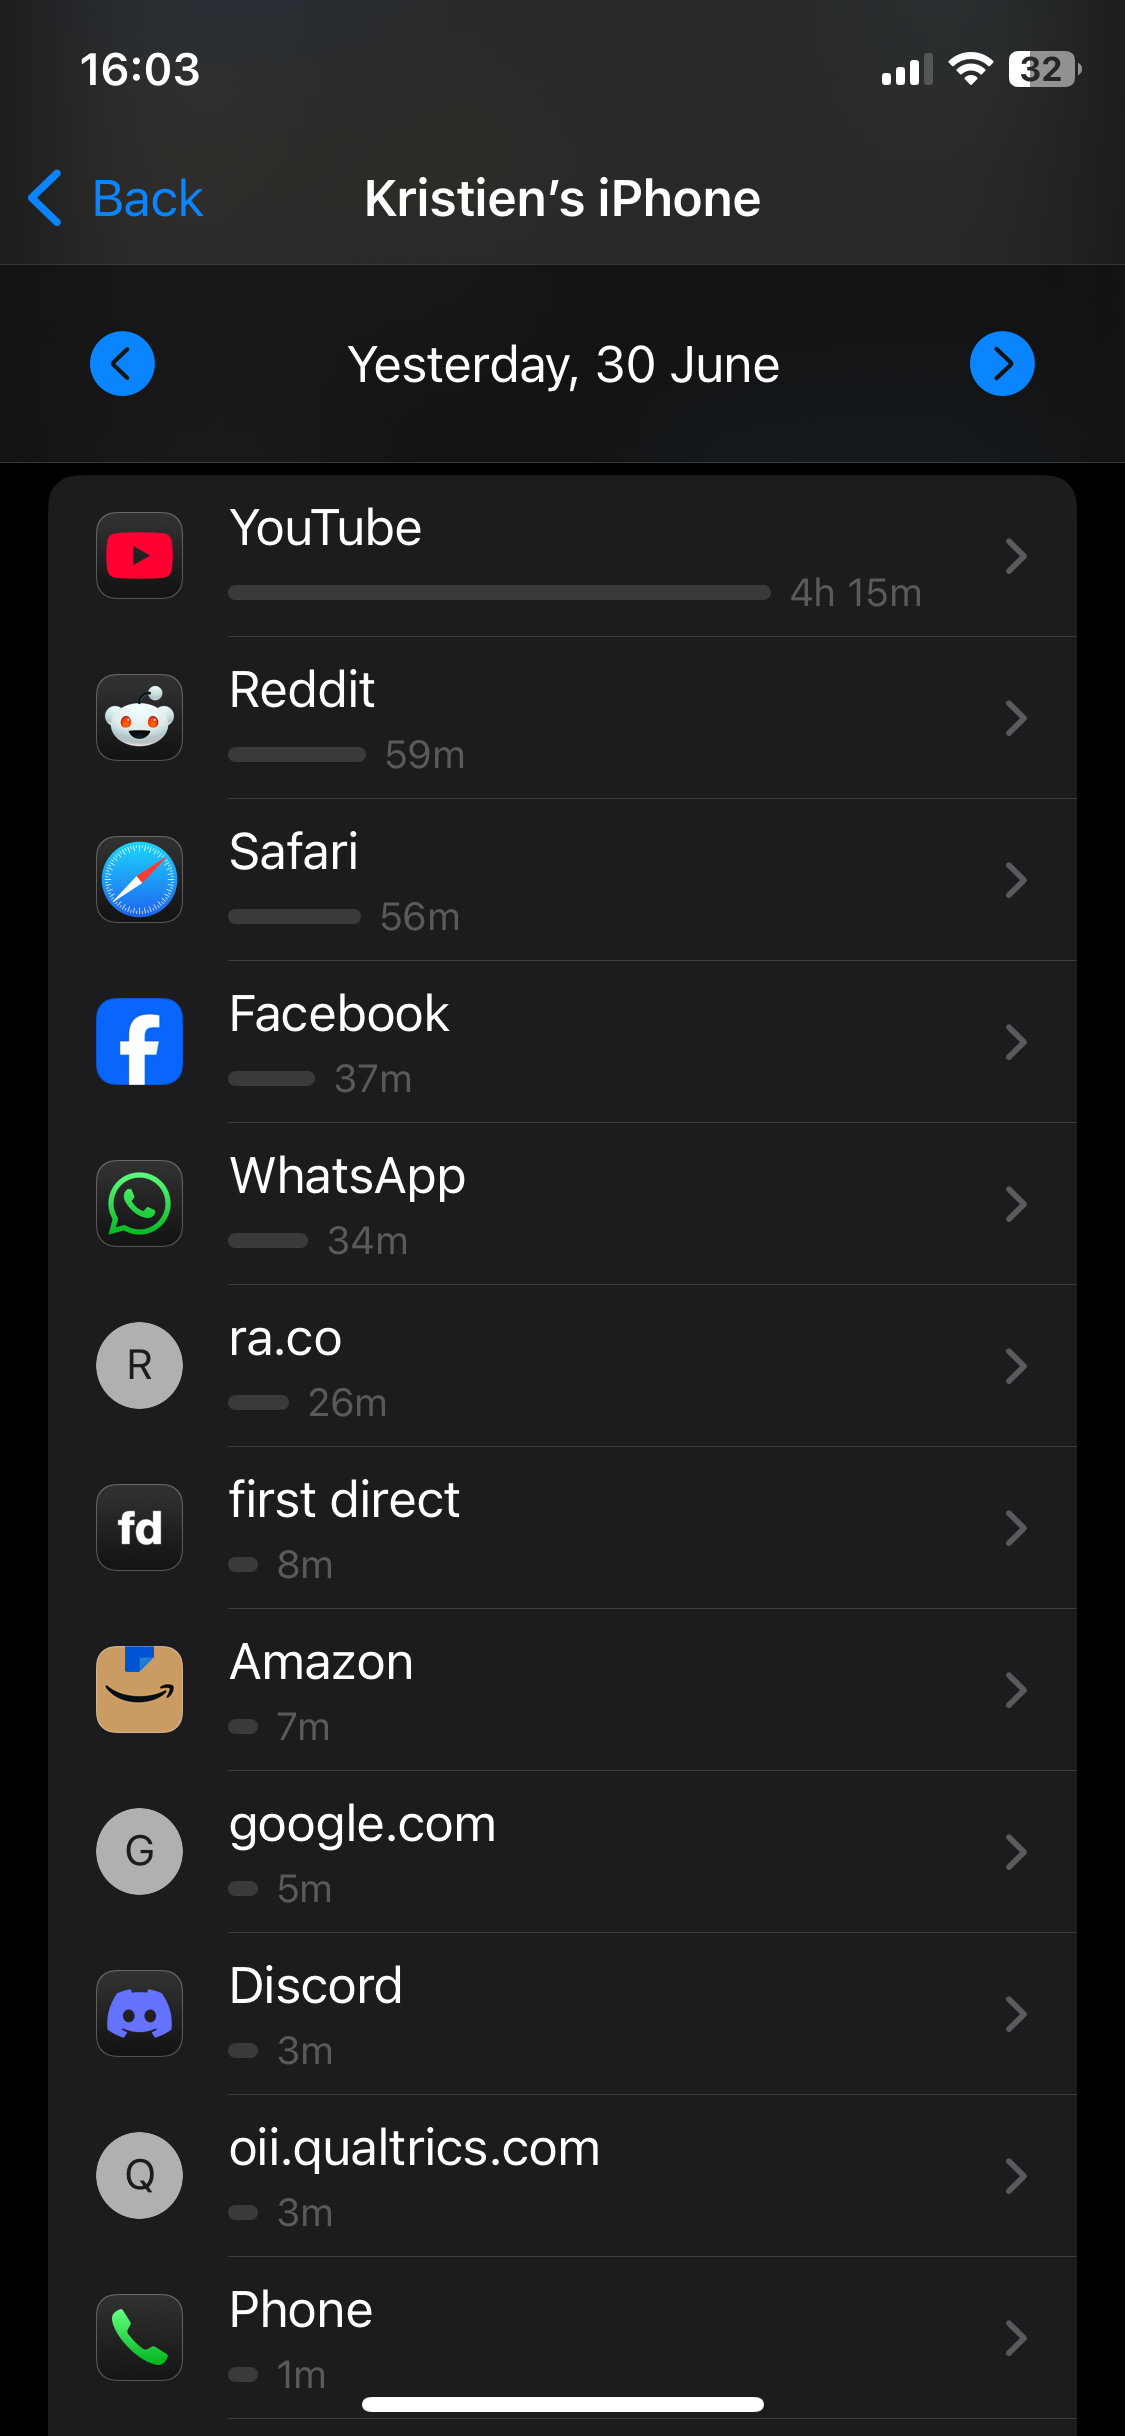 16:03
32
Back
Kristien’s iPhone
Yesterday, 30 June
YouTube
4h 15m
Reddit
59m
Safari
56m
Facebook
37m
WhatsApp
34m
R
ra.co
26m
fd
first direct
8m
Amazon
7m
G
google.com
5m
Discord
3m
Q
oii.qualtrics.com
3m
Phone
1m